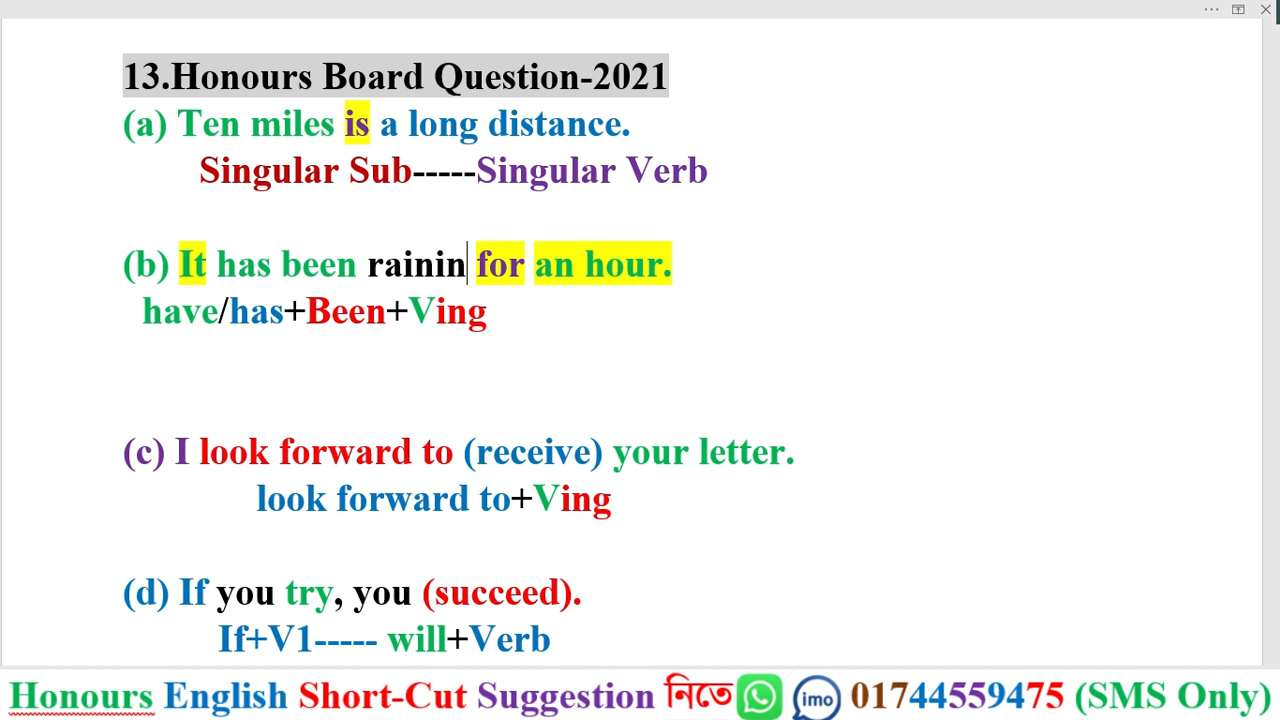 13.Honours Board Question-2021
(a) Ten miles is a long distance.
Singular Sub-----Singular Verb
(b) It has been rainin for an hour.
have/has+Been+Ving
(c) I look forward to (receive) your letter.
look forward to+Ving
(d) If you try, you (succeed).
If+V1----- will+Verb
Honours English Short-Cut Suggestion নিতে imo 01744559475 (SMS Only)